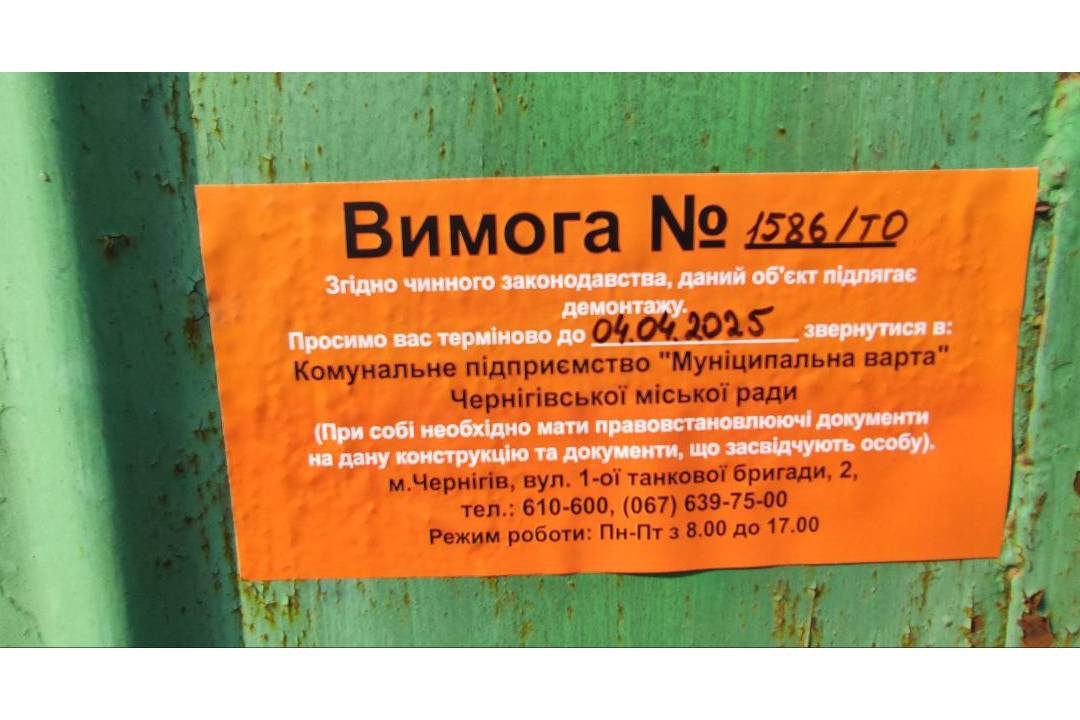 Вимога № 1586/ТО
Згідно чинного законодавства, даний об'єкт підлягає
демонтажу.
Просимо вас терміново до 04.04.2025 звернутися в:
Комунальне підприємство "Муніципальна варта"
Чернігівської міської ради
(При собі необхідно мати правовстановлюючі документи
на дану конструкцію та документи, що засвідчують особу).
м.Чернігів, вул. 1-ої танкової бригади, 2,
тел.: 610-600, (067) 639-75-00
Режим роботи: Пн-Пт з 8.00 до 17.00